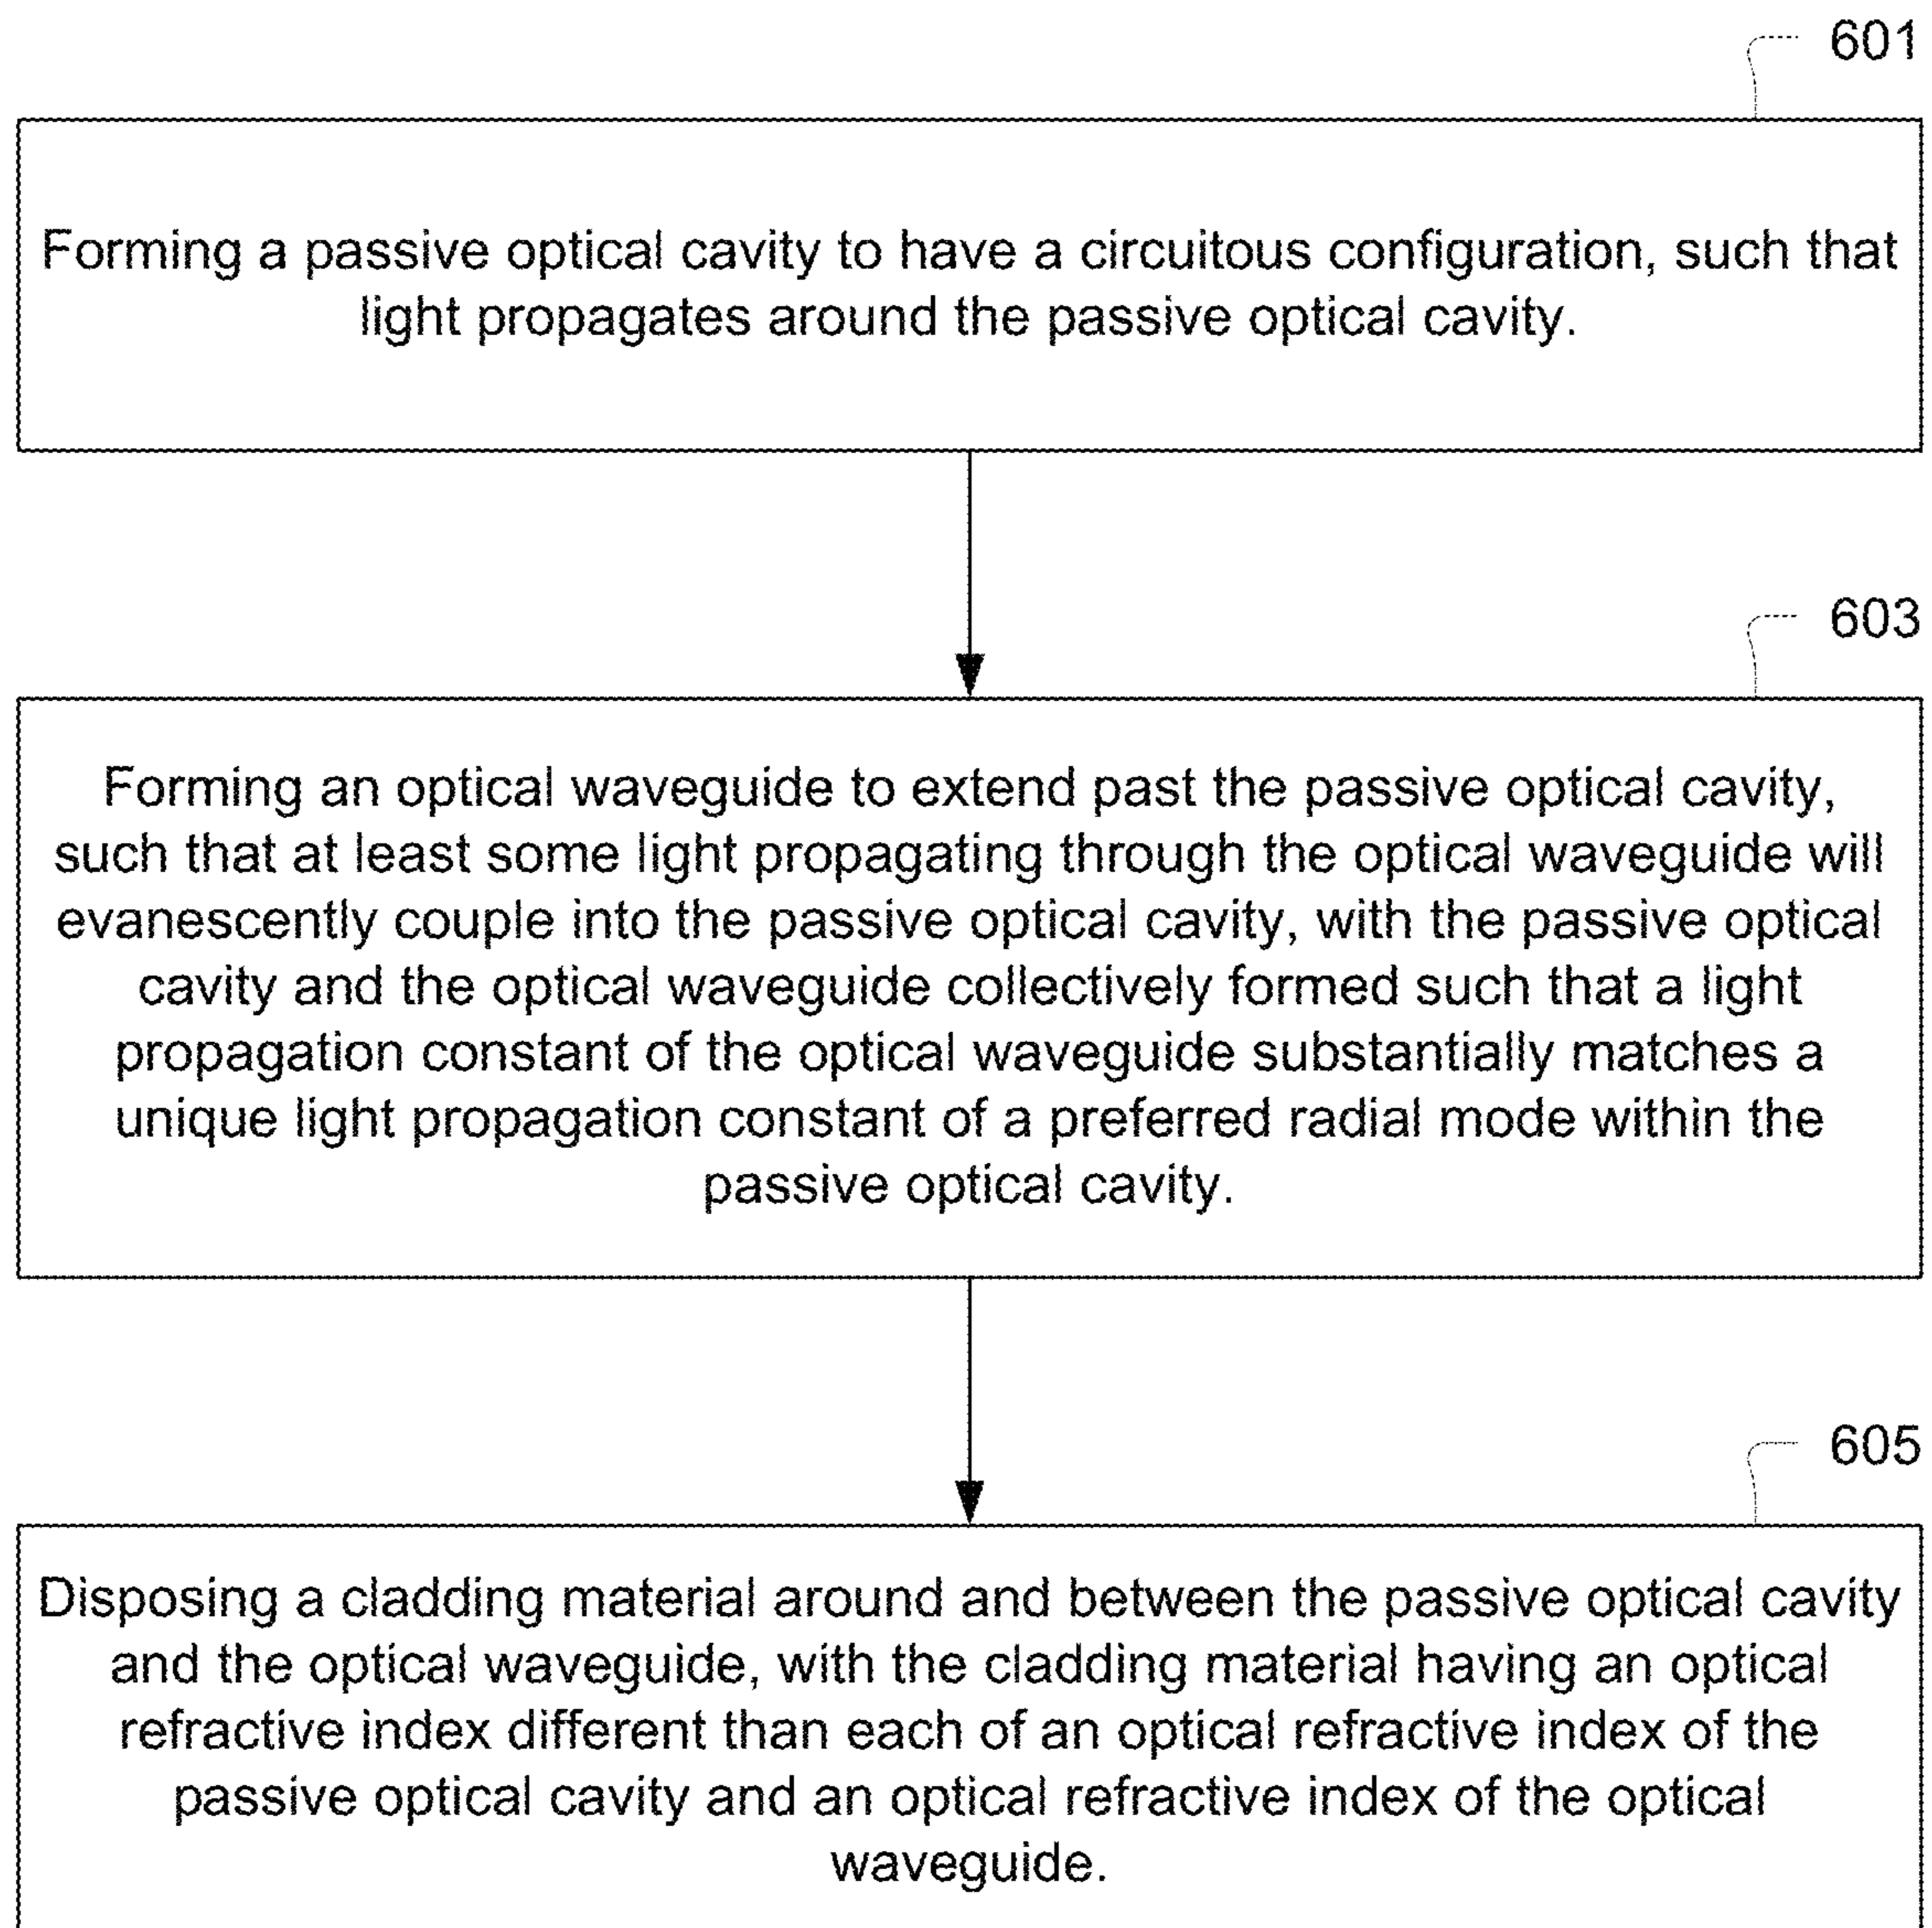 601
Forming a passive optical cavity to have a circuitous configuration, such that
light propagates around the passive optical cavity.
603
Forming an optical waveguide to extend past the passive optical cavity,
such that at least some light propagating through the optical waveguide will
evanescently couple into the passive optical cavity, with the passive optical
cavity and the optical waveguide collectively formed such that a light
propagation constant of the optical waveguide substantially matches a
unique light propagation constant of a preferred radial mode within the
passive optical cavity.
605
Disposing a cladding material around and between the passive optical cavity
and the optical waveguide, with the cladding material having an optical
refractive index different than each of an optical refractive index of the
passive optical cavity and an optical refractive index of the optical
waveguide.